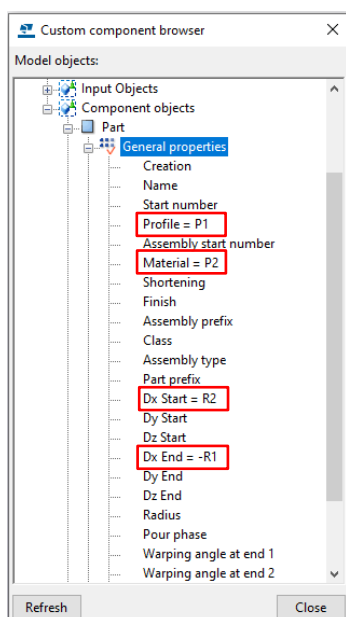 Custom component browser
Model objects:
Input Objects
Component objects
Part
General properties
Creation
Name
Start number
Profile = P1
Assembly start number
Material = P2
Shortening
Finish
Assembly prefix
Class
Assembly type
Part prefix
Dx Start = R2
Dy Start
Dz Start
Dx End = -R1
Dy End
Dz End
Radius
Pour phase
Warping angle at end 1
Warping angle at end 2
Refresh
Close